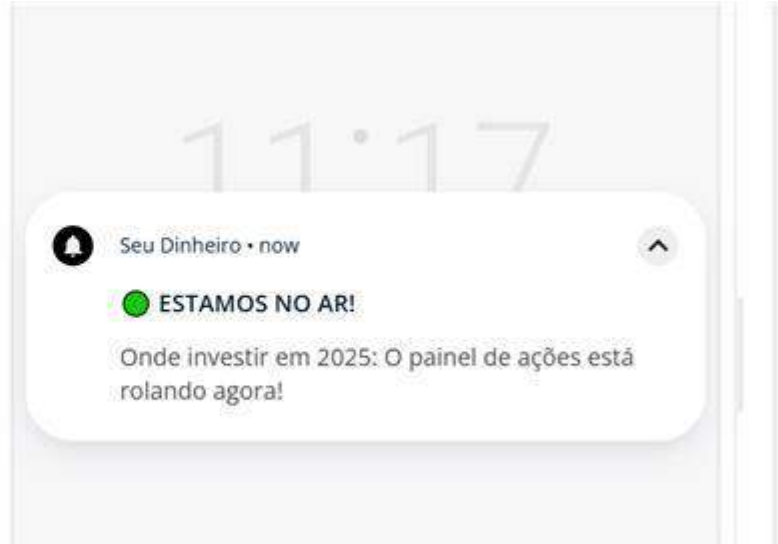 11:17
Seu Dinheiro • now
ESTAMOS NO AR!
Onde investir em 2025: O painel de ações está
rolando agora!